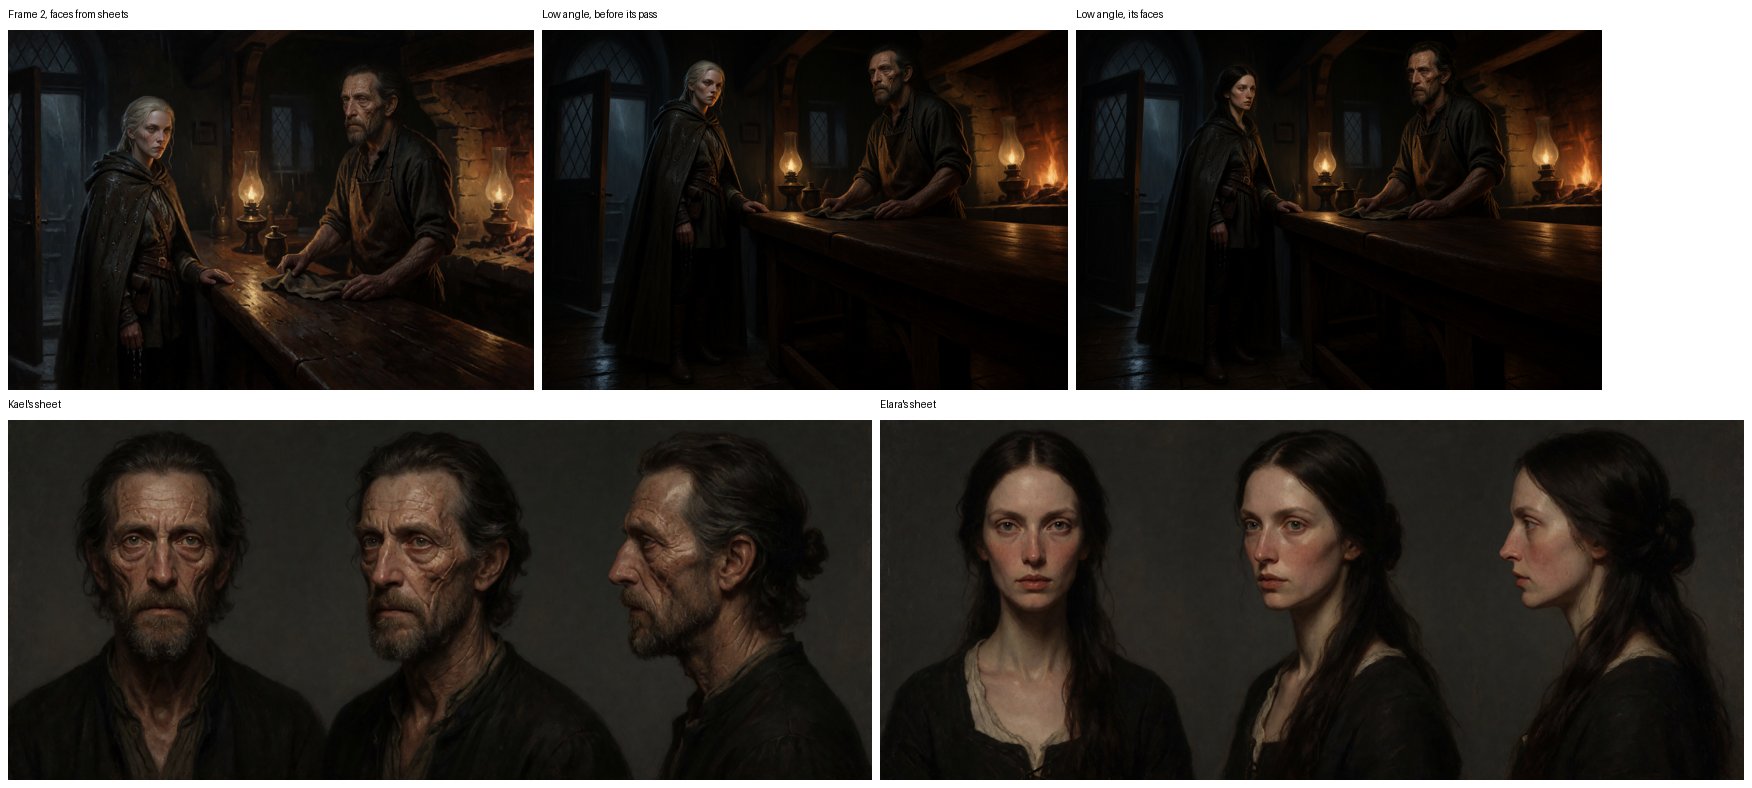 Frame 2, faces from sheets
Low angle, before its pass
Low angle, its faces
Kael's sheet
Elara's sheet